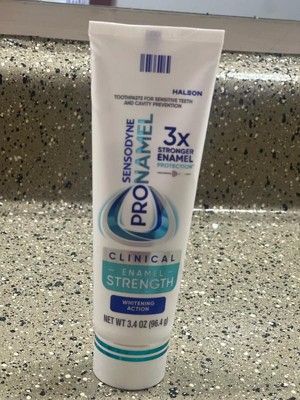 HALEON
TOOTHPASTE FOR SENSITIVE TEETH
AND CAVITY PREVENTION
SENSODYNE
PRONAMEL
3x
STRONGER
ENAMEL
PROTECTION*
CLINICAL
ENAMEL
STRENGTH
WHITENING
ACTION
NET WT 3.4 OZ (96.4 g)